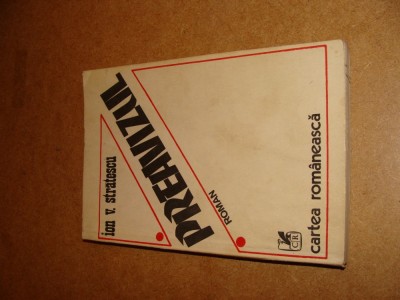 ion v. stratescu
PREAVIZUL
ROMAN
CR
cartea românească